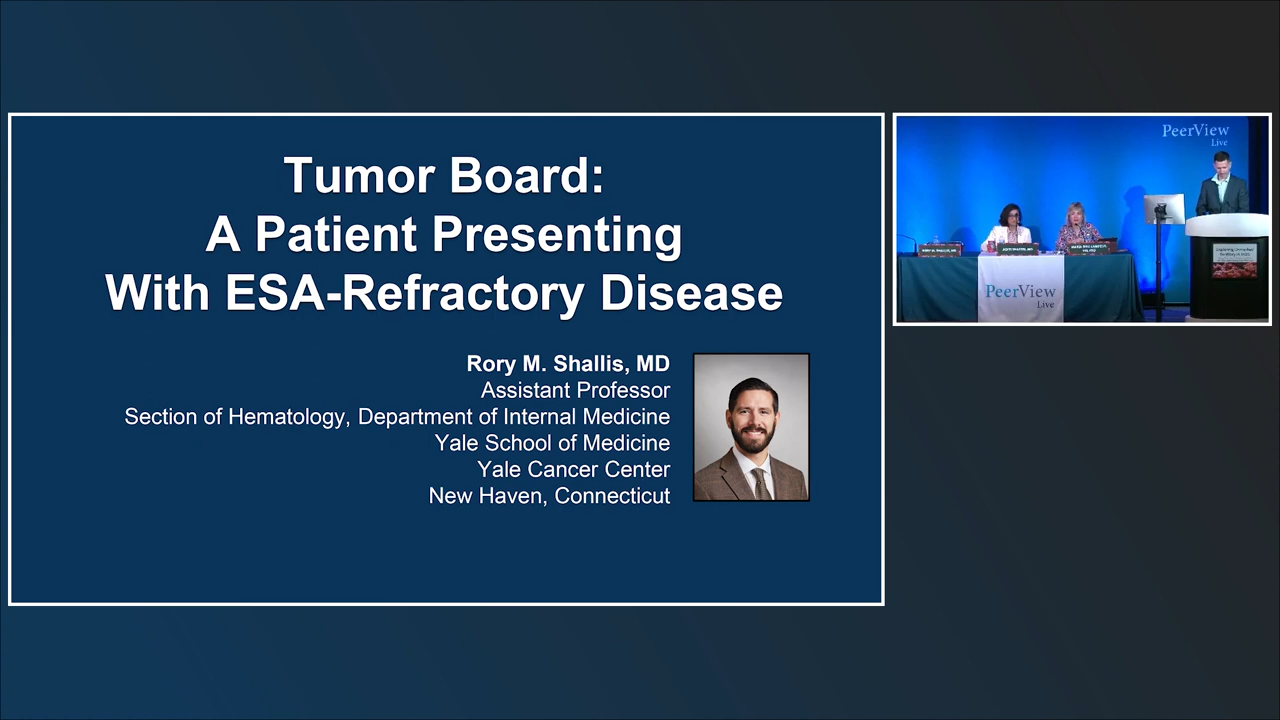 Tumor Board:
A Patient Presenting
With ESA-Refractory Disease
Rory M. Shallis, MD
Assistant Professor
Section of Hematology, Department of Internal Medicine
Yale School of Medicine
Yale Cancer Center
New Haven, Connecticut
PeerView
Live
PeerView
Live